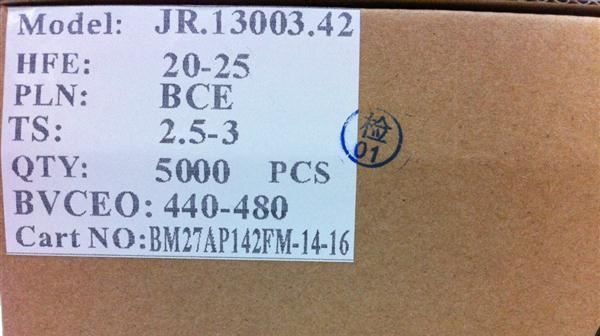 Model: JR.13003.42
HFE: 20-25
PLN: BCE
TS: 2.5-3
QTY: 5000 PCS
BVCEO: 440-480
Cart NO: BM27AP142FM-14-16
检
01